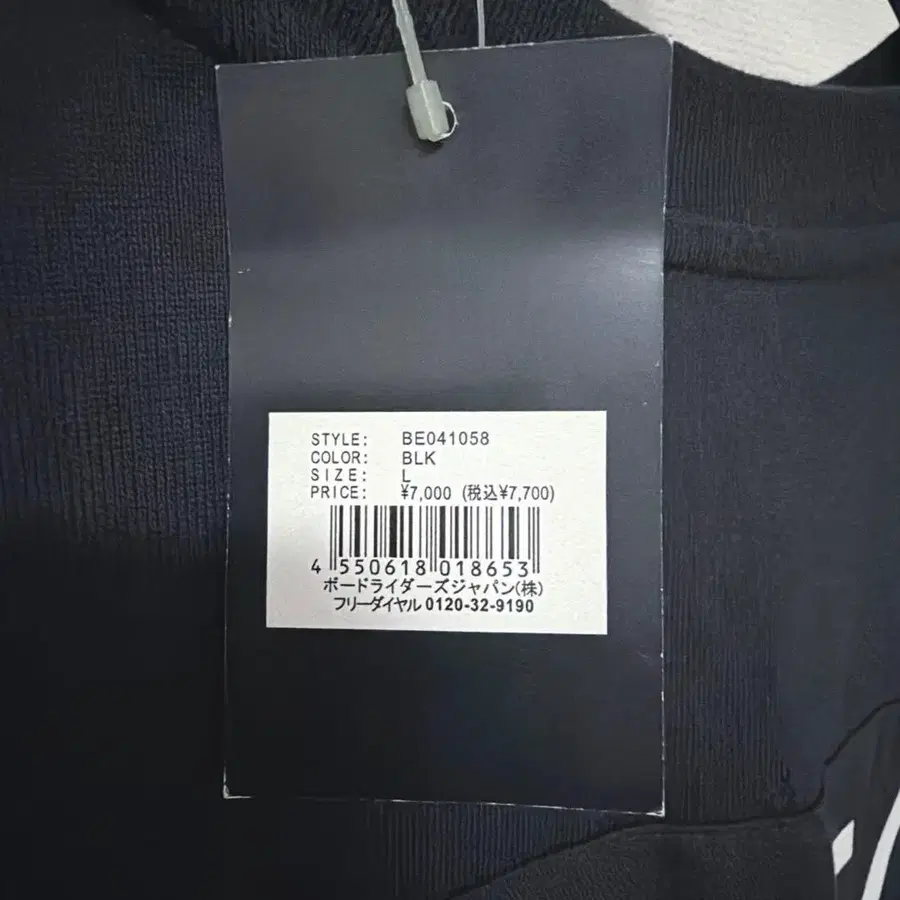 STYLE: BE041058
COLOR: BLK
SIZE: L
PRICE: ¥7,000 (税込¥7,700)
4 550618 018653
ボードライダーズジャパン(株)
フリーダイヤル 0120-32-9190